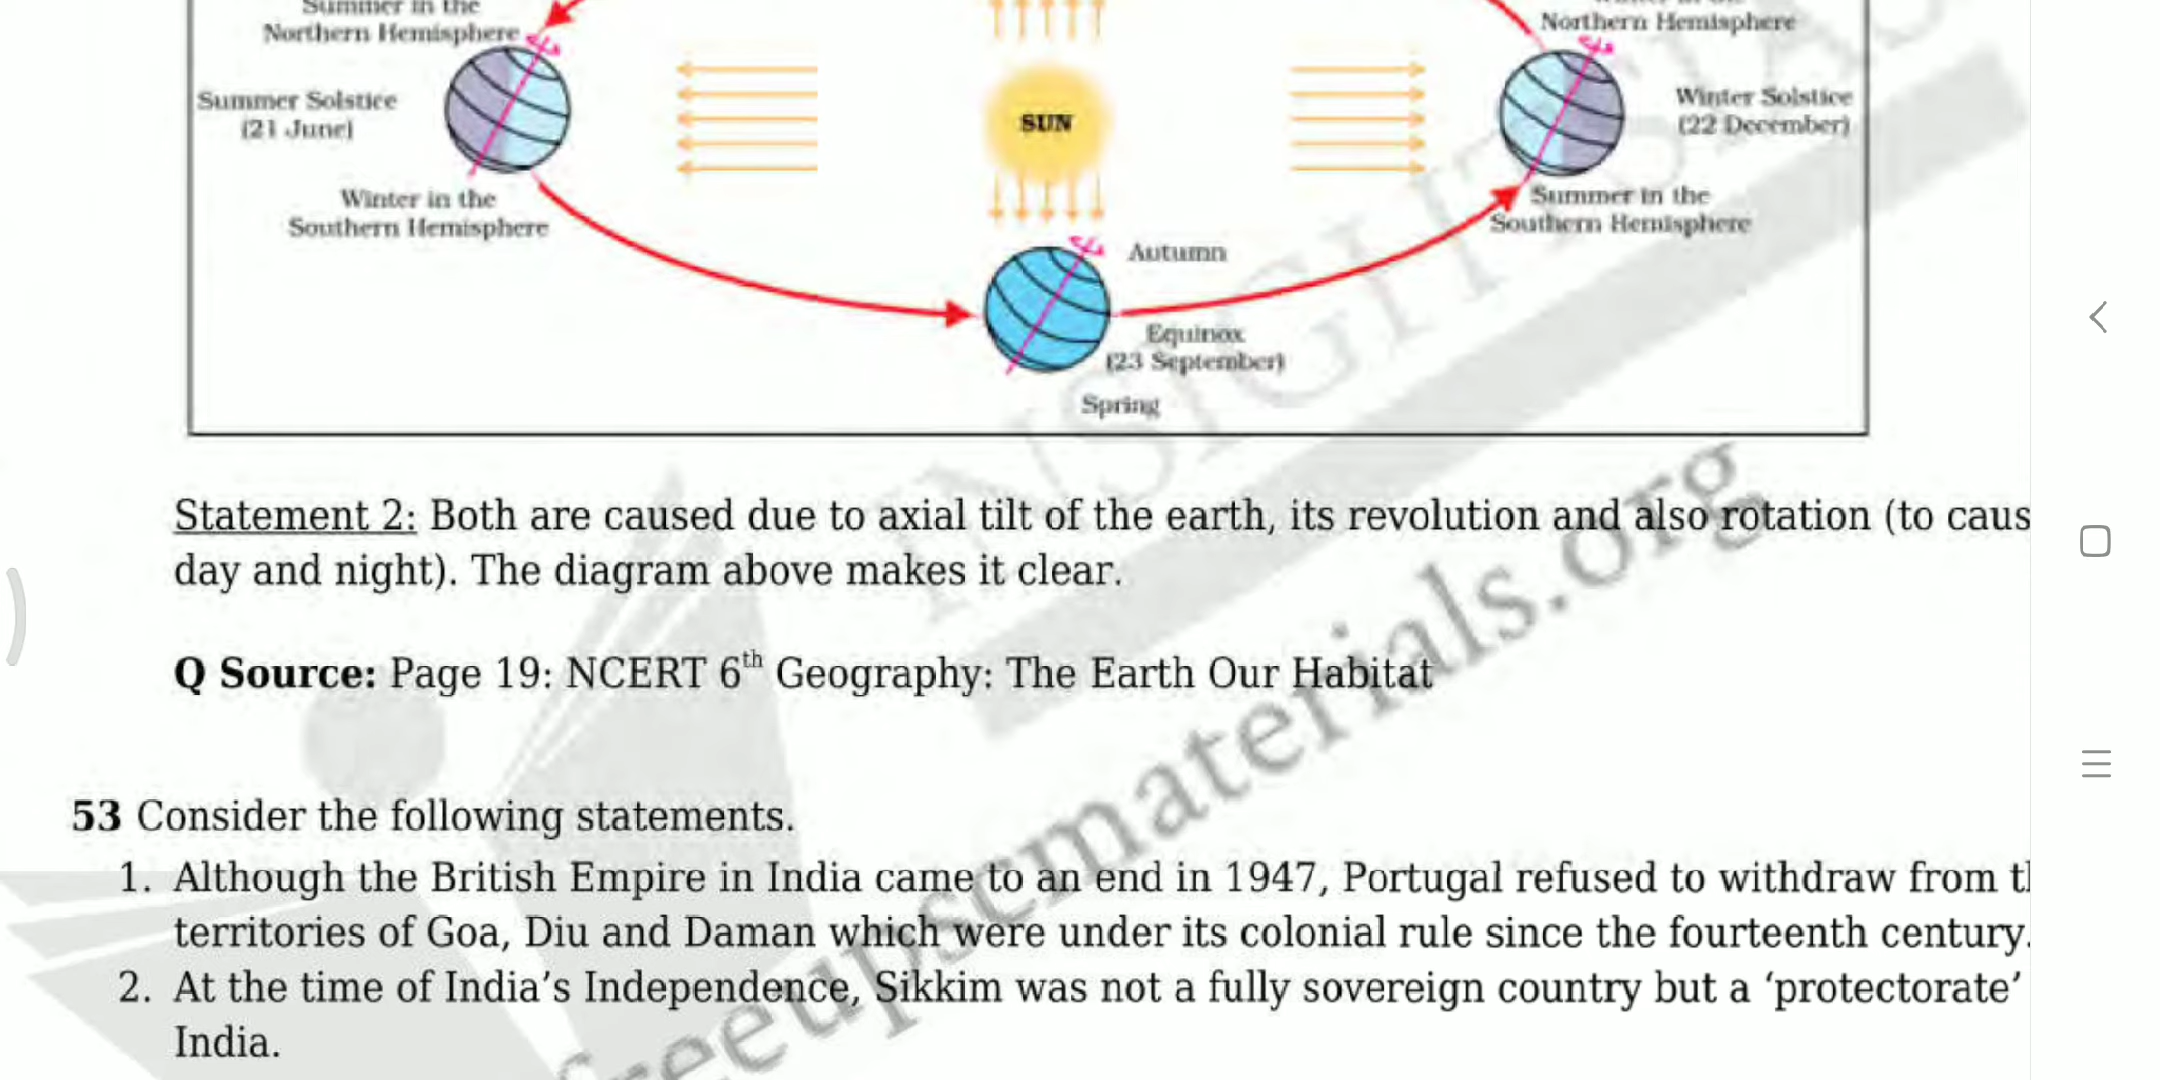 Summer in the
Northern Hemisphere
Northern Hemisphere
Summer Solstice
(21 June)
SUN
Winter Solstice
(22 December)
Winter in the
Southern Hemisphere
Summer in the
Southern Hemisphere
Autumn
Equinox
(23 September)
Spring
INSIGHTSIAS
Statement 2: Both are caused due to axial tilt of the earth, its revolution and also rotation (to caus
day and night). The diagram above makes it clear.
Q Source: Page 19: NCERT 6th Geography: The Earth Our Habitat
53 Consider the following statements.
1. Although the British Empire in India came to an end in 1947, Portugal refused to withdraw from
territories of Goa, Diu and Daman which were under its colonial rule since the fourteenth century.
2. At the time of India's Independence, Sikkim was not a fully sovereign country but a 'protectorate'
India.
freeupscmaterials.org